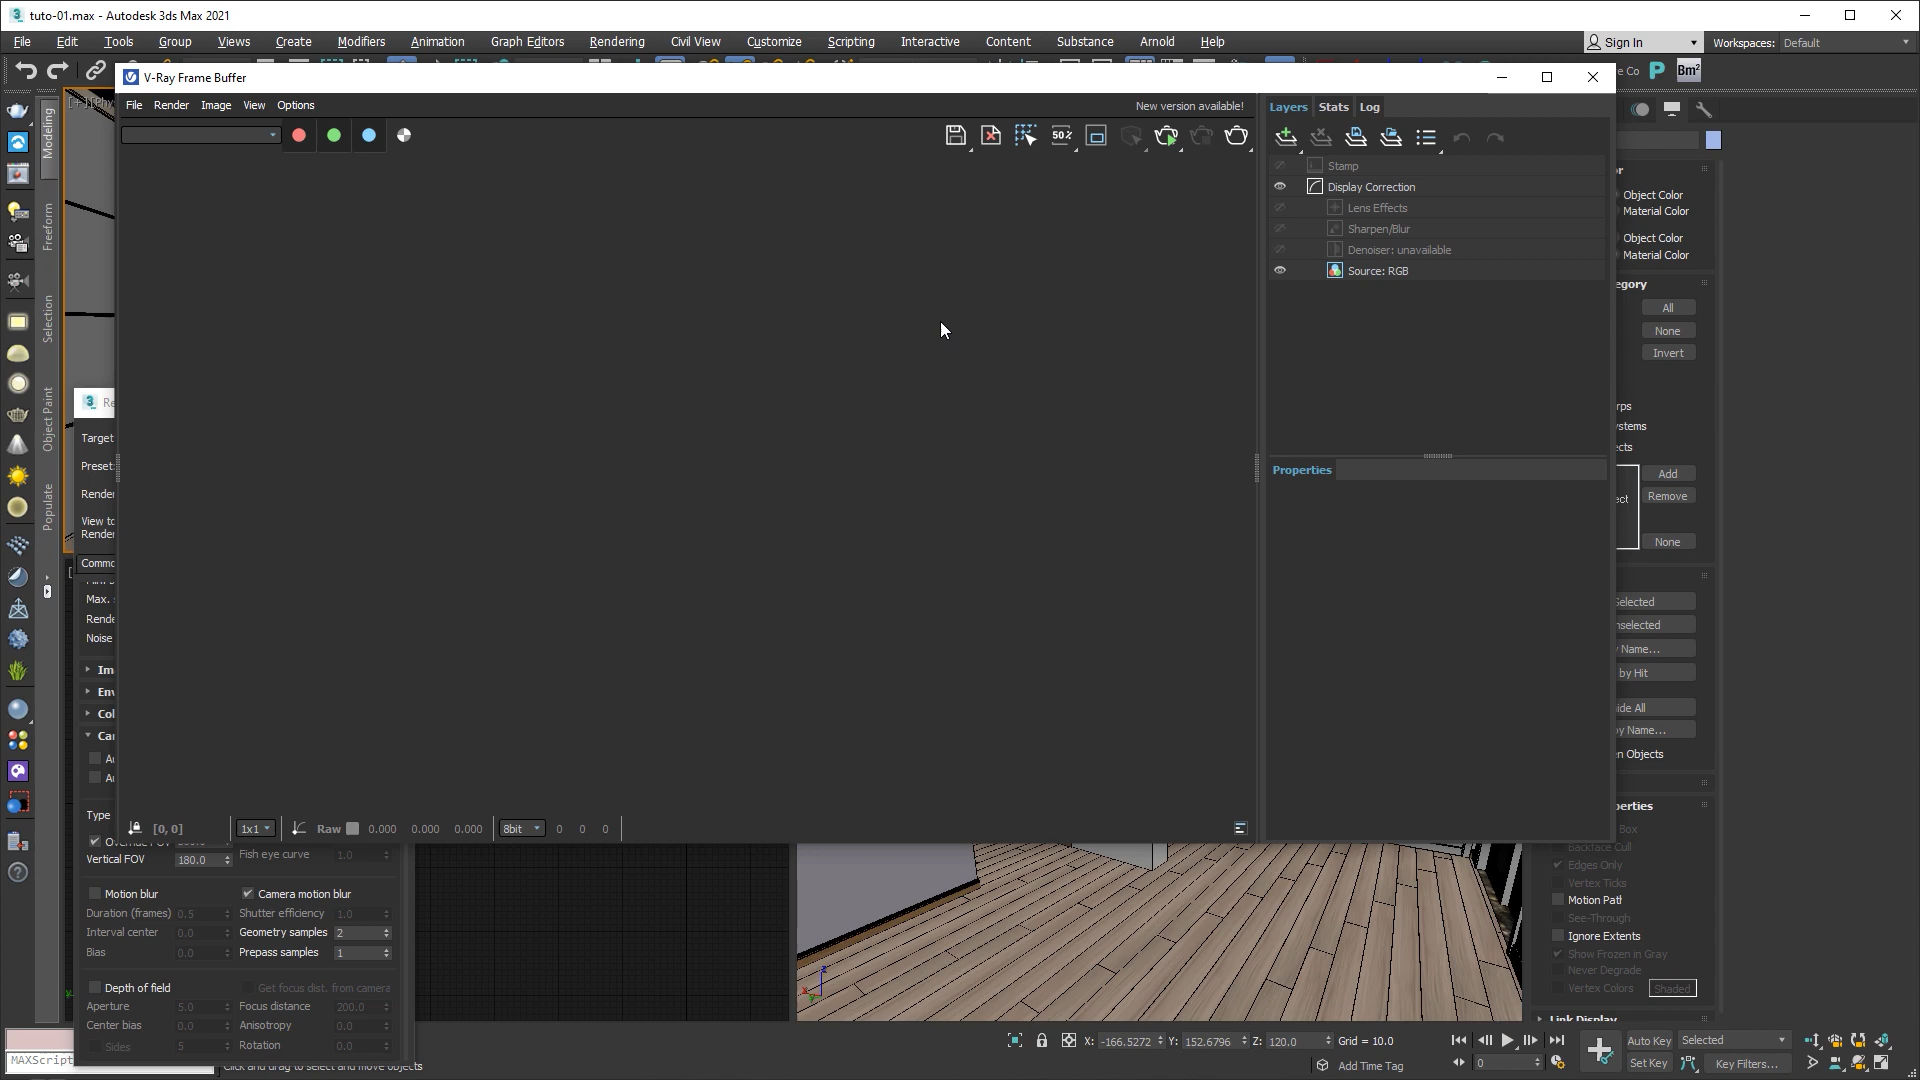 tuto-01.max - Autodesk 3ds Max 2021
File Edit Tools Group Views Create Modifiers Animation Graph Editors Rendering Civil View Customize Scripting Interactive Content Substance Arnold Help
Sign In Workspaces: Default
V-Ray Frame Buffer
Co P Bm²
File Render Image View Options New version available!
Layers Stats Log
50%
Stamp
Display Correction
Lens Effects
Sharpen/Blur
Denoiser: unavailable
Source: RGB
Properties
Modeling
Freeform
Selection
Object Paint
Populate
Object Color
Material Color
Object Color
Material Color
All
None
Invert
Add
Remove
None
by Hit
Target
Preset:
View to
Max.
Noise
Type
[0, 0] 1x1 Raw 0.000 0.000 0.000 8bit 0 0 0
Vertical FOV 180.0 Fish eye curve 1.0
Motion blur Camera motion blur
Duration (frames) 0.5 Shutter efficiency 1.0
Interval center 0.0 Geometry samples 2
Bias 0.0 Prepass samples 1
Depth of field Get focus dist. from camera
Aperture 5.0 Focus distance 200.0
Center bias 0.0 Anisotropy 0.0
Sides 5 Rotation 0.0
Backface Cull
Edges Only
Vertex Ticks
Motion Path
See-Through
Ignore Extents
Show Frozen in Gray
Never Degrade
Vertex Colors Shaded
Link Display
MAXScript
Click and drag to select and move objects
X: -166.5272 Y: 152.6796 Z: 120.0 Grid = 10.0
Add Time Tag
0
Auto Key Selected
Set Key Key Filters...